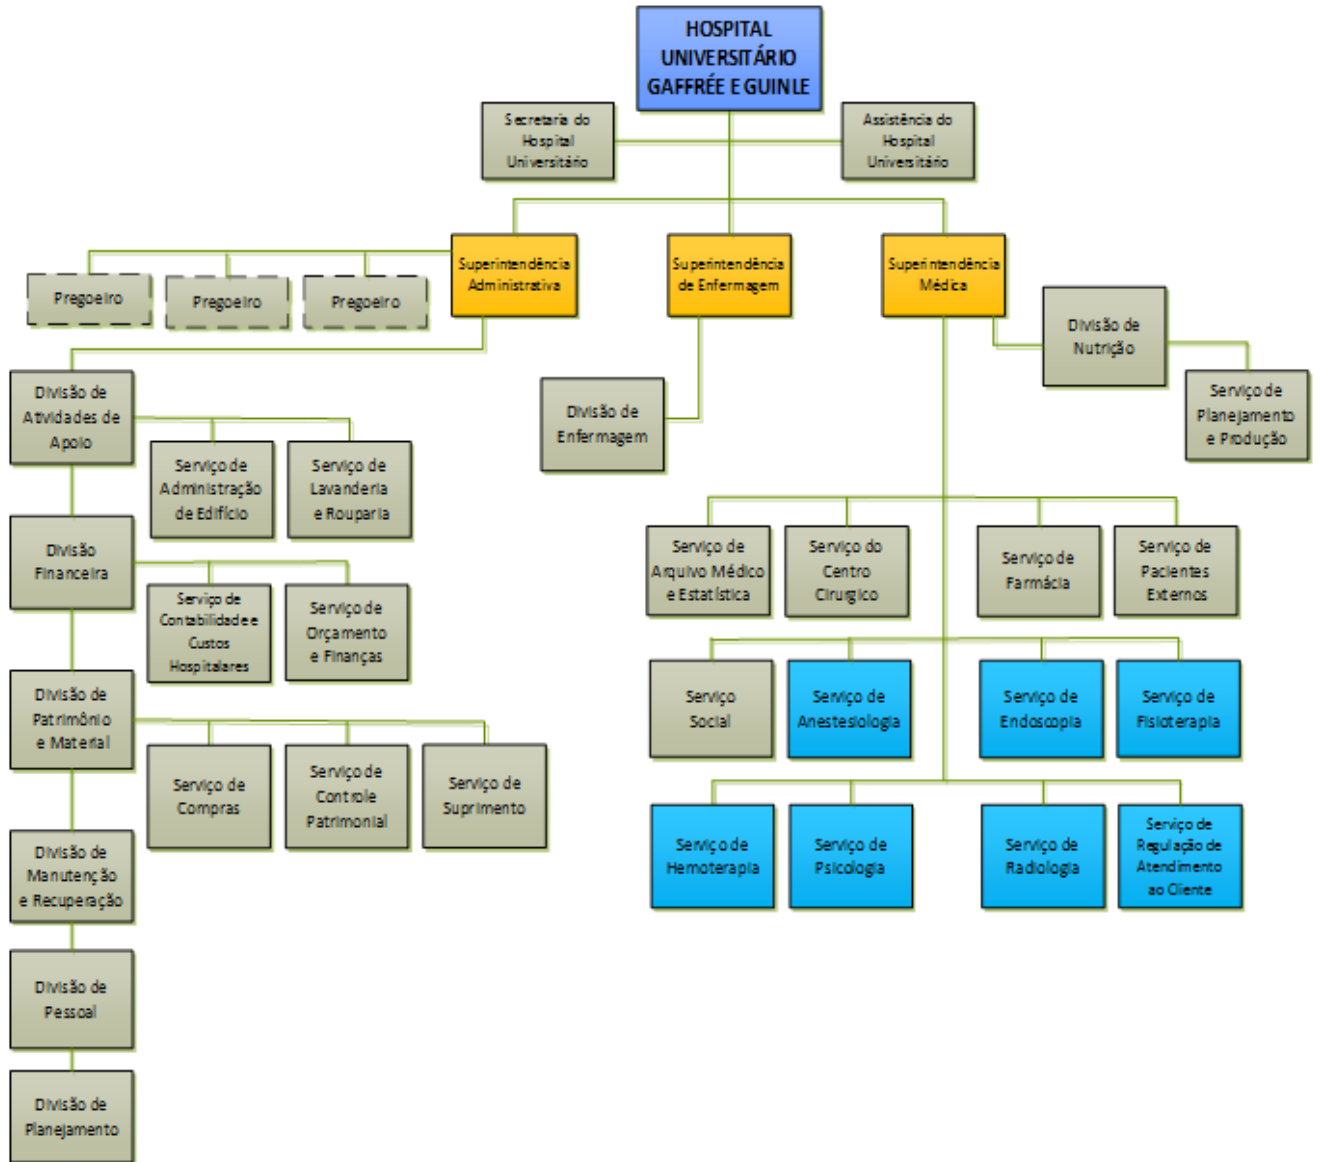 HOSPITAL
UNIVERSITÁRIO
GAFFRÉE E GUINLE
Secretaria do
Hospital
Universitário
Assistência do
Hospital
Universitário
Superintendência
Administrativa
Superintendência
de Enfermagem
Superintendência
Médica
Pregoeiro
Pregoeiro
Pregoeiro
Divisão de
Nutrição
Serviço de
Planejamento
e Produção
Divisão de
Enfermagem
Divisão de
Atividades de
Apoio
Serviço de
Administração
de Edifício
Serviço de
Lavanderia
e Rouparia
Divisão
Financeira
Serviço de
Contabilidade e
Custos
Hospitalares
Serviço de
Orçamento
e Finanças
Divisão de
Patrimônio
e Material
Serviço de
Compras
Serviço de
Controle
Patrimonial
Serviço de
Suprimento
Divisão de
Manutenção
e Recuperação
Divisão de
Pessoal
Divisão de
Planejamento
Serviço de
Arquivo Médico
e Estatística
Serviço do
Centro
Cirurgico
Serviço de
Farmácia
Serviço de
Pacientes
Externos
Serviço
Social
Serviço de
Anestesiologia
Serviço de
Endoscopia
Serviço de
Fisioterapia
Serviço de
Hemoterapia
Serviço de
Psicologia
Serviço de
Radiologia
Serviço de
Regulação de
Atendimento
ao Cliente